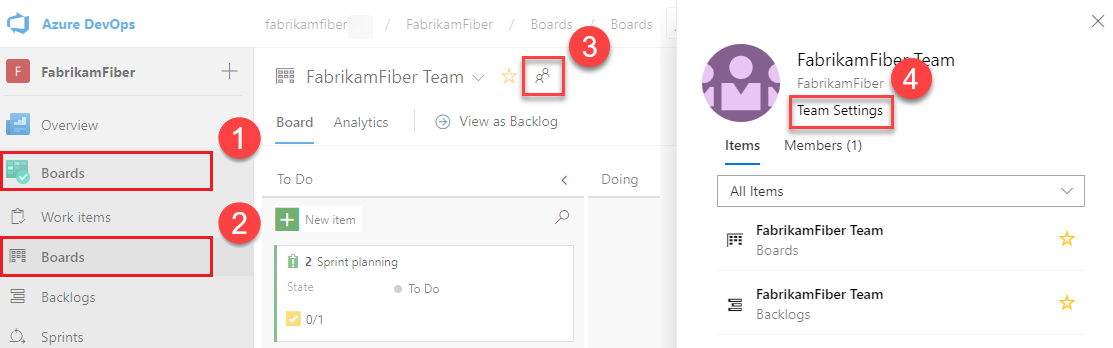 Azure DevOps
fabrikamfiber / FabrikamFiber / Boards / Boards
F FabrikamFiber
Overview
1
Boards
Work items
2
Boards
Backlogs
Sprints
FabrikamFiber Team
3
Board Analytics View as Backlog
To Do Doing
New item
2 Sprint planning
State To Do
0/1
FabrikamFiber Team
FabrikamFiber
4
Team Settings
Items Members (1)
All Items
FabrikamFiber Team
Boards
FabrikamFiber Team
Backlogs